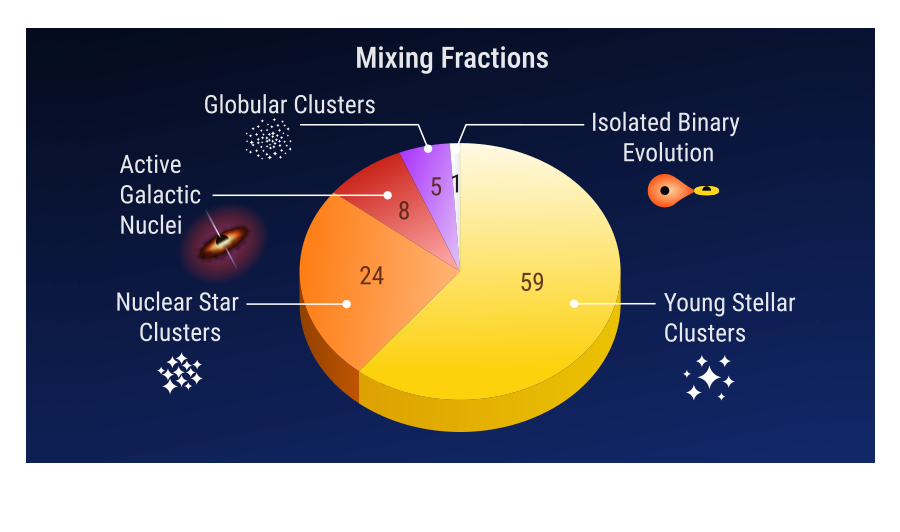 Mixing Fractions
Globular Clusters
Isolated Binary
Evolution
Active
Galactic
Nuclei
5
1
8
24
59
Nuclear Star
Clusters
Young Stellar
Clusters